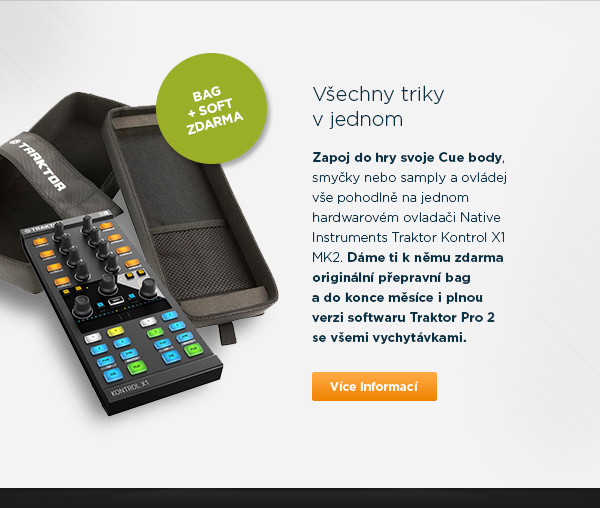 BAG
+ SOFT
ZDARMA
Všechny triky
v jednom
Zapoj do hry svoje Cue body,
smyčky nebo samply a ovládej
vše pohodlně na jednom
hardwarovém ovladači Native
Instruments Traktor Kontrol X1
MK2. Dáme ti k němu zdarma
originální přepravní bag
a do konce měsíce i plnou
verzi softwaru Traktor Pro 2
se všemi vychytávkami.
Více informací
TRAKTOR
TRAKTOR
KONTROL X1